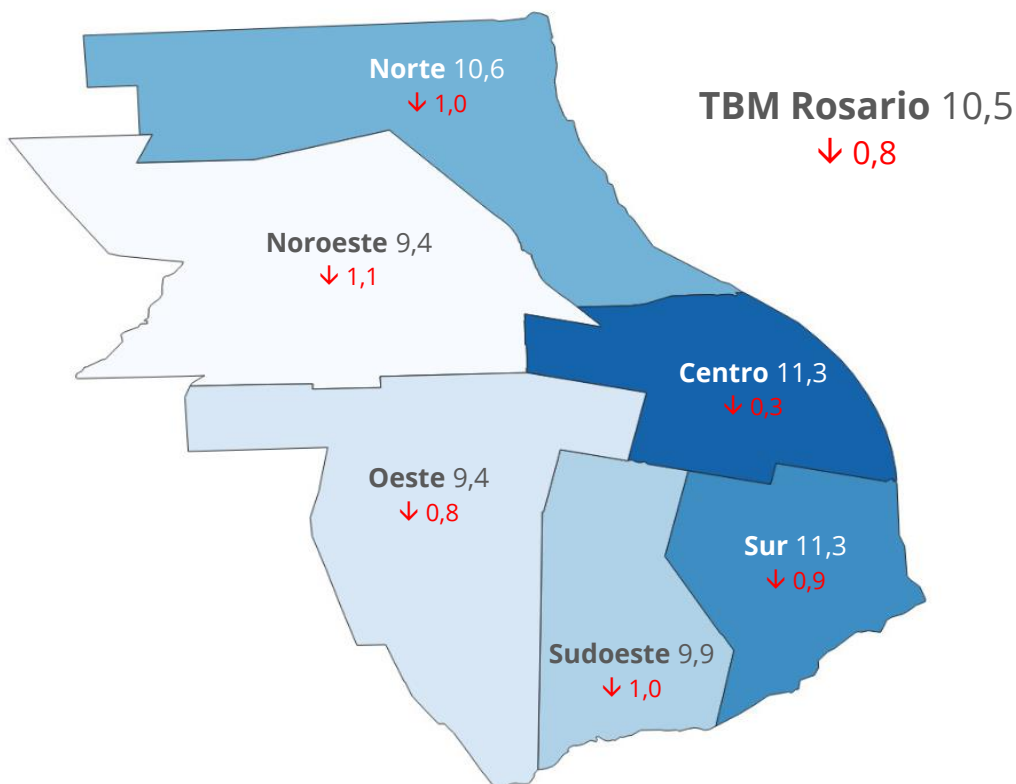 Norte 10,6
↓ 1,0
TBM Rosario 10,5
↓ 0,8
Noroeste 9,4
↓ 1,1
Centro 11,3
↓ 0,3
Oeste 9,4
↓ 0,8
Sur 11,3
↓ 0,9
Sudoeste 9,9
↓ 1,0